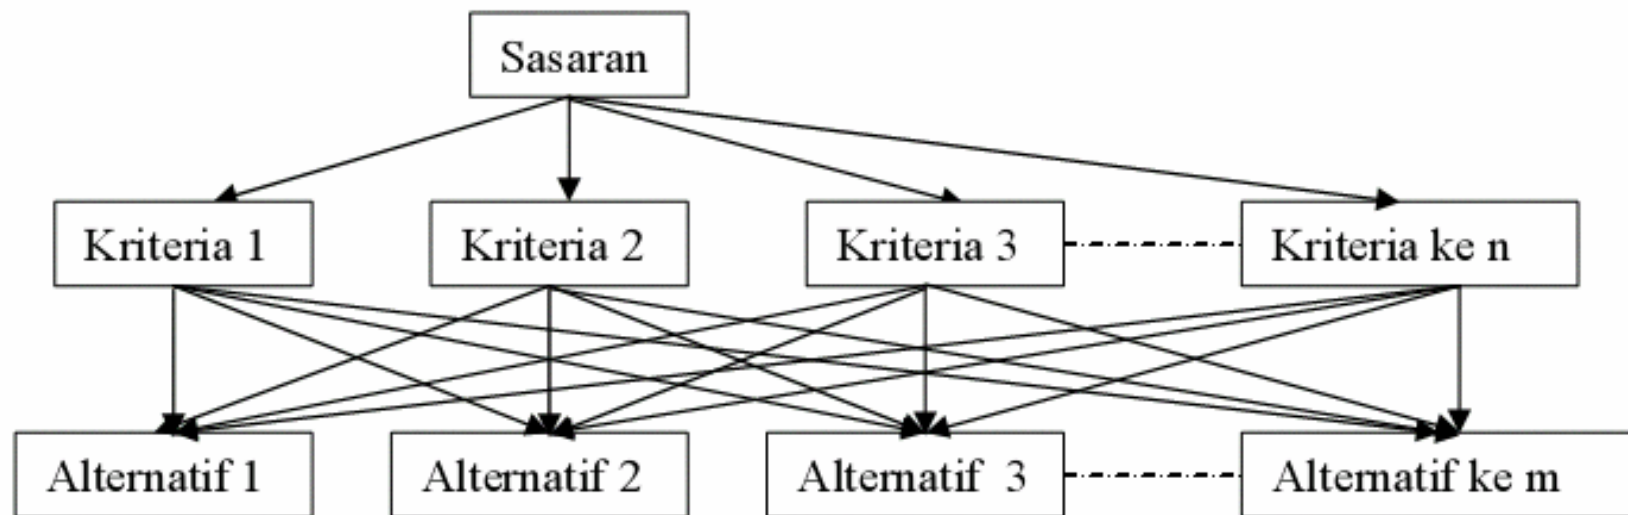 Sasaran
Kriteria 1
Kriteria 2
Kriteria 3
Kriteria ke n
Alternatif 1
Alternatif 2
Alternatif 3
Alternatif ke m